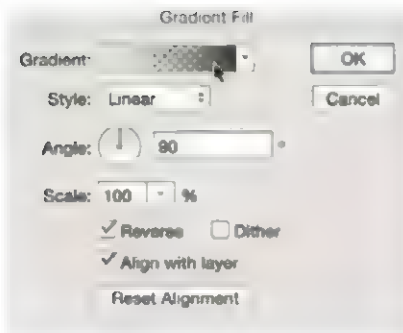 Gradient Fill
Gradient: OK
Style: Linear Cancel
Angle: 90 °
Scale: 100 %
Reverse Dither
Align with layer
Reset Alignment